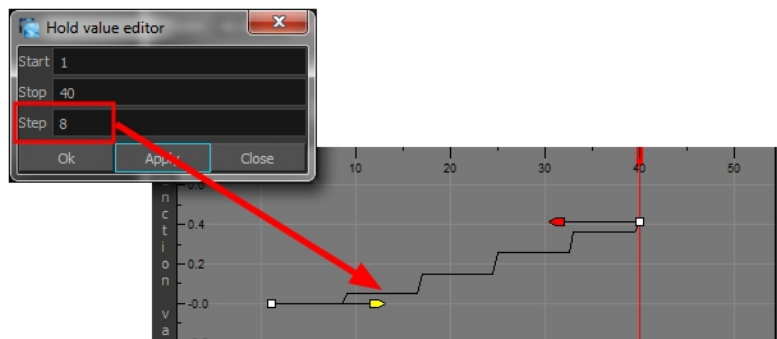 Hold value editor
x
Start 1
Stop 40
Step 8
Ok Apply Close
10 20 30 40 50
0.4
0.2
-0.0
n
c
t
i
o
n
v
a